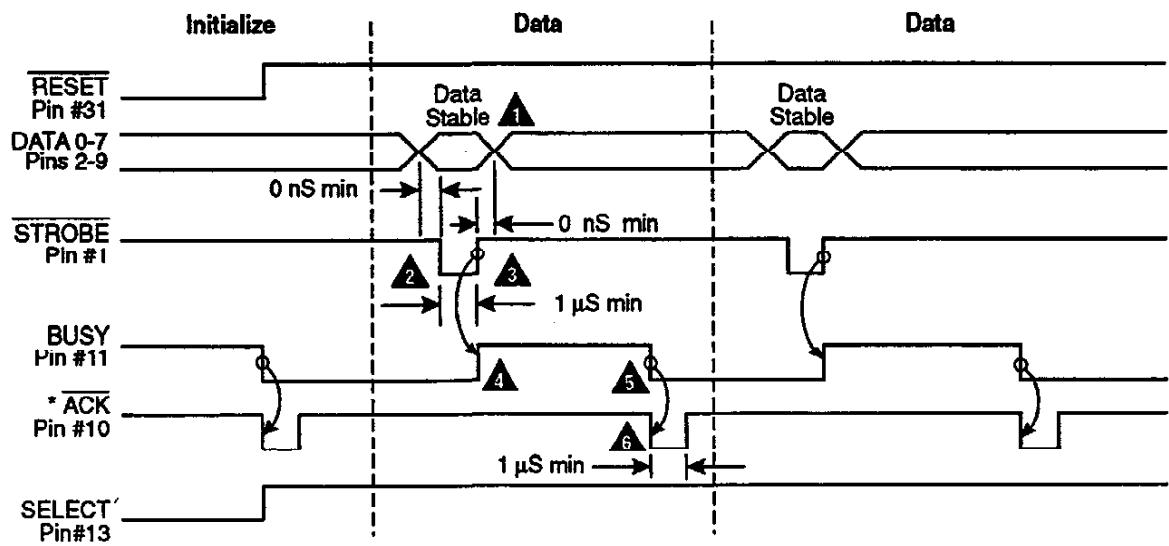 Initialize
Data
Data
RESET
Pin #31
Data
Stable
1
Data
Stable
DATA 0-7
Pins 2-9
0 nS min
0 nS min
STROBE
Pin #1
2
3
1 µS min
BUSY
Pin #11
4
5
* ACK
Pin #10
6
1 µS min
SELECT
Pin#13